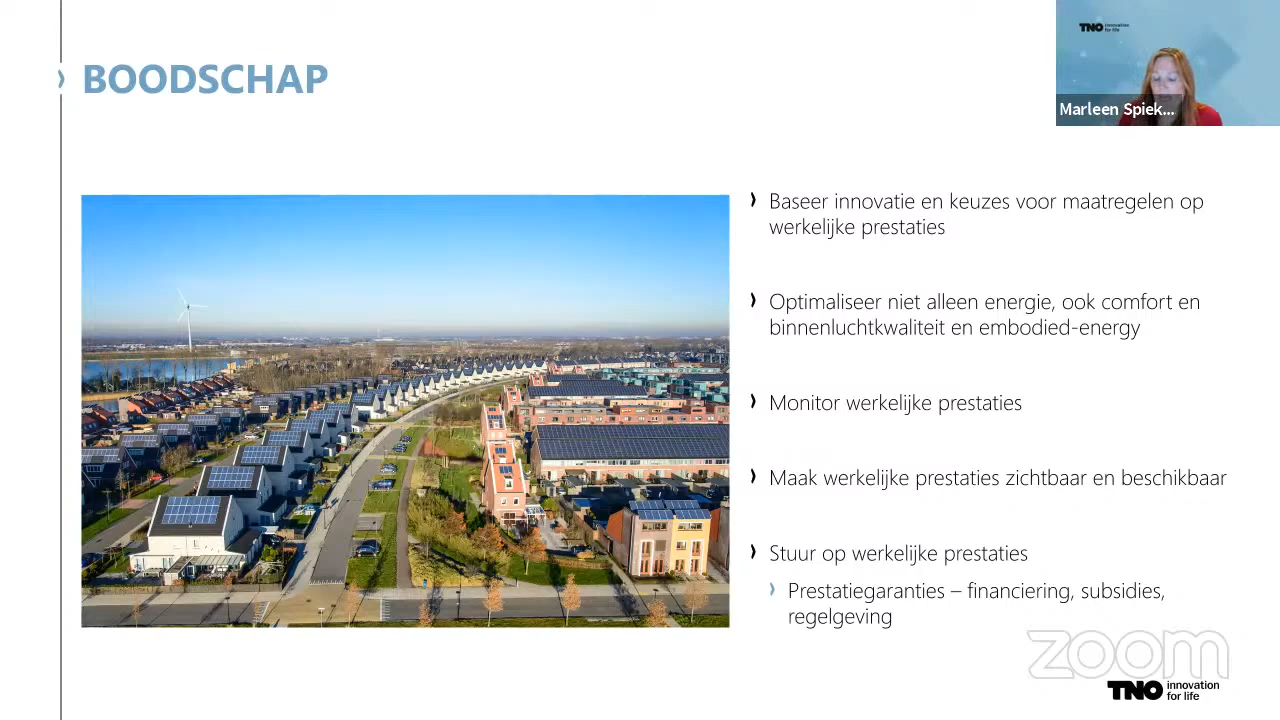 BOODSCHAP
TNO innovation
for life
Marleen Spiek...
Baseer innovatie en keuzes voor maatregelen op
werkelijke prestaties
Optimaliseer niet alleen energie, ook comfort en
binnenluchtkwaliteit en embodied-energy
Monitor werkelijke prestaties
Maak werkelijke prestaties zichtbaar en beschikbaar
Stuur op werkelijke prestaties
Prestatiegaranties – financiering, subsidies,
regelgeving
zoom
TNO innovation
for life